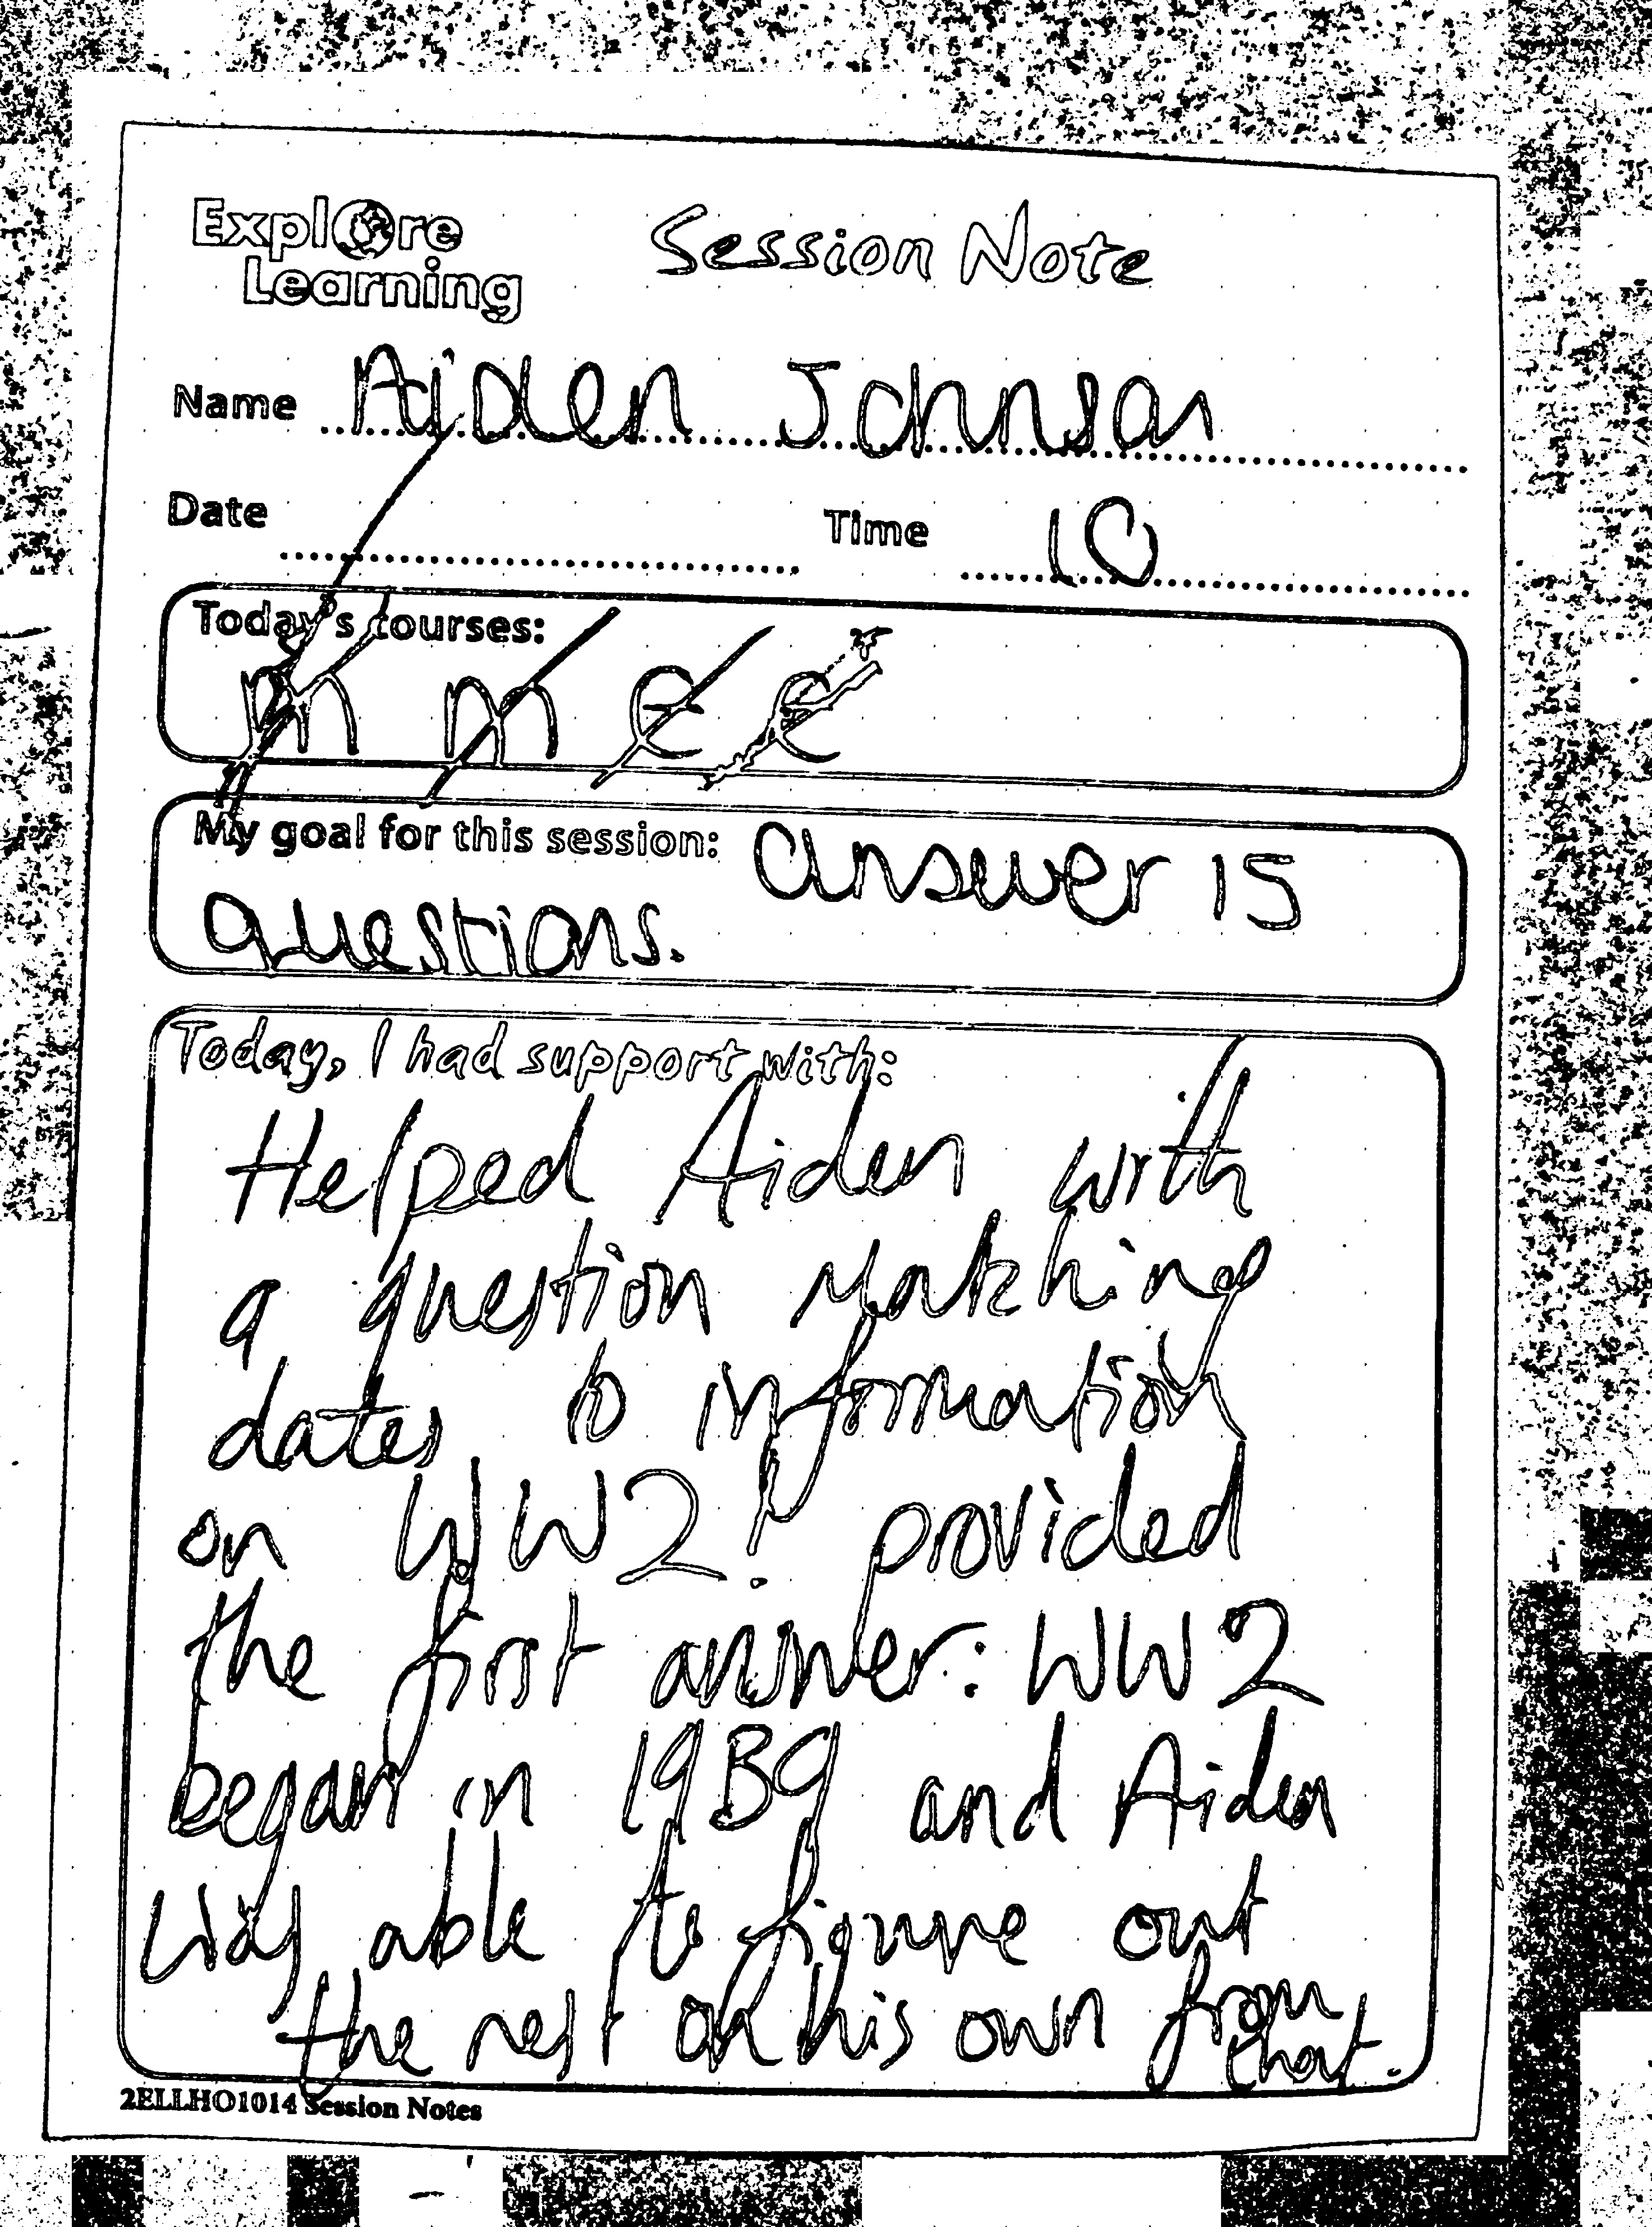 Explore Learning
Session Note
Name Aiden Johnson
Date Time 10
Today's courses:
m m E E
My goal for this session: answer 15
questions.
Today, I had support with:
Helped Aiden with
a question matching
dates to information
on WW2. provided
the first answer: WW2
began in 1939 and Aiden
was able to figure out
the rest on his own from
that.
2ELLHO1014 Session Notes